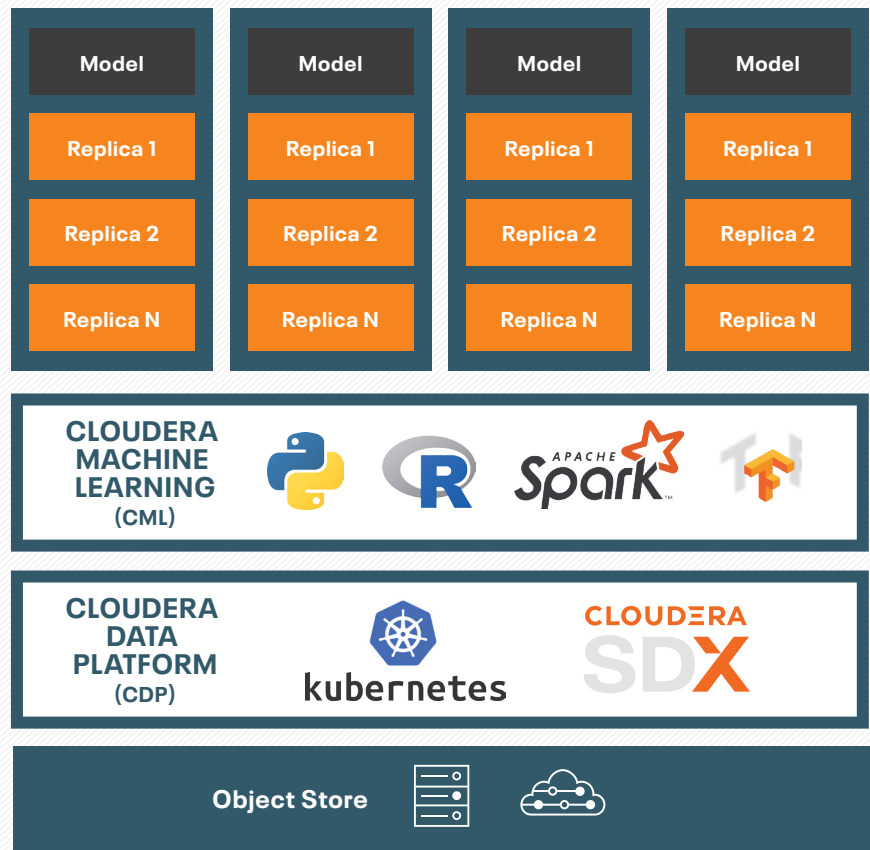 Model Model Model Model
Replica 1 Replica 1 Replica 1 Replica 1
Replica 2 Replica 2 Replica 2 Replica 2
Replica N Replica N Replica N Replica N
CLOUDERA
MACHINE
LEARNING
(CML)
R
APACHE
Spark
TM
TF
CLOUDERA
DATA
PLATFORM
(CDP)
kubernetes
CLOUDERA
SDX
Object Store